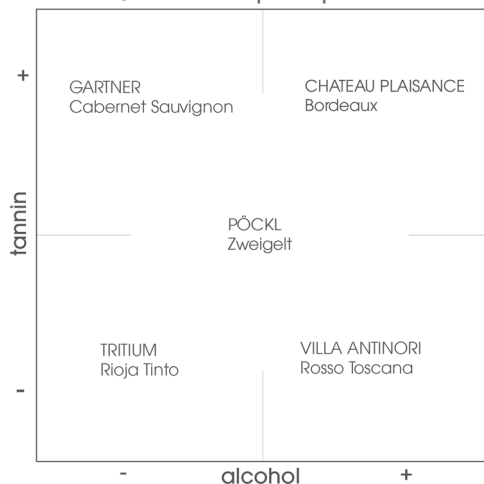 +
GARTNER
Cabernet Sauvignon
CHATEAU PLAISANCE
Bordeaux
tannin
PÖCKL
Zweigelt
TRITIUM
Rioja Tinto
VILLA ANTINORI
Rosso Toscana
-
- alcohol +